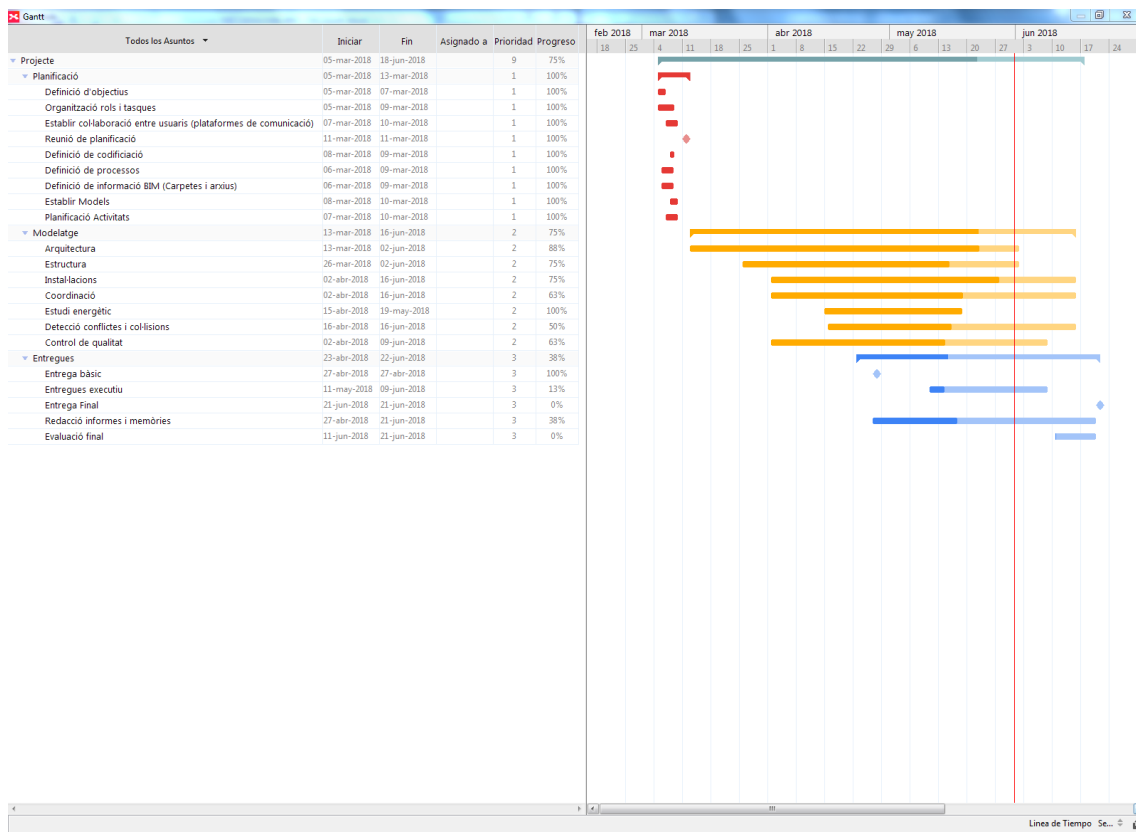 Gantt
Todos los Asuntos Iniciar Fin Asignado a Prioridad Progreso
feb 2018 mar 2018 abr 2018 may 2018 jun 2018
18 25 4 11 18 25 1 8 15 22 29 6 13 20 27 3 10 17 24
Projecte 05-mar-2018 18-jun-2018 9 75%
Planificació 05-mar-2018 13-mar-2018 1 100%
Definició d'objectius 05-mar-2018 07-mar-2018 1 100%
Organització rols i tasques 05-mar-2018 09-mar-2018 1 100%
Establir col·laboració entre usuaris (plataformes de comunicació) 07-mar-2018 10-mar-2018 1 100%
Reunió de planificació 11-mar-2018 11-mar-2018 1 100%
Definició de codificiació 08-mar-2018 09-mar-2018 1 100%
Definició de processos 06-mar-2018 09-mar-2018 1 100%
Definició de informació BIM (Carpetes i arxius) 06-mar-2018 09-mar-2018 1 100%
Establir Models 08-mar-2018 10-mar-2018 1 100%
Planificació Activitats 07-mar-2018 10-mar-2018 1 100%
Modelatge 13-mar-2018 16-jun-2018 2 75%
Arquitectura 13-mar-2018 02-jun-2018 2 88%
Estructura 26-mar-2018 02-jun-2018 2 75%
Instal·lacions 02-abr-2018 16-jun-2018 2 75%
Coordinació 02-abr-2018 16-jun-2018 2 63%
Estudi energètic 15-abr-2018 19-may-2018 2 100%
Detecció conflictes i col·lisions 16-abr-2018 16-jun-2018 2 50%
Control de qualitat 02-abr-2018 09-jun-2018 2 63%
Entregues 23-abr-2018 22-jun-2018 3 38%
Entrega bàsic 27-abr-2018 27-abr-2018 3 100%
Entregues executiu 11-may-2018 09-jun-2018 3 13%
Entrega Final 21-jun-2018 21-jun-2018 3 0%
Redacció informes i memòries 27-abr-2018 21-jun-2018 3 38%
Evaluació final 11-jun-2018 21-jun-2018 3 0%
Linea de Tiempo Se...